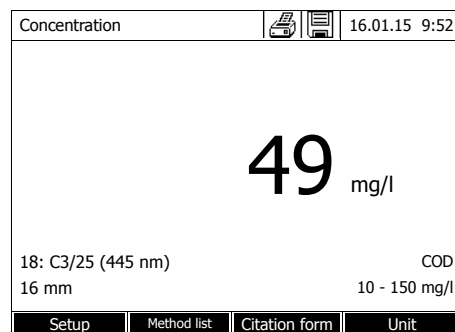 Concentration 16.01.15 9:52
49 mg/l
18: C3/25 (445 nm) COD
16 mm 10 - 150 mg/l
Setup Method list Citation form Unit